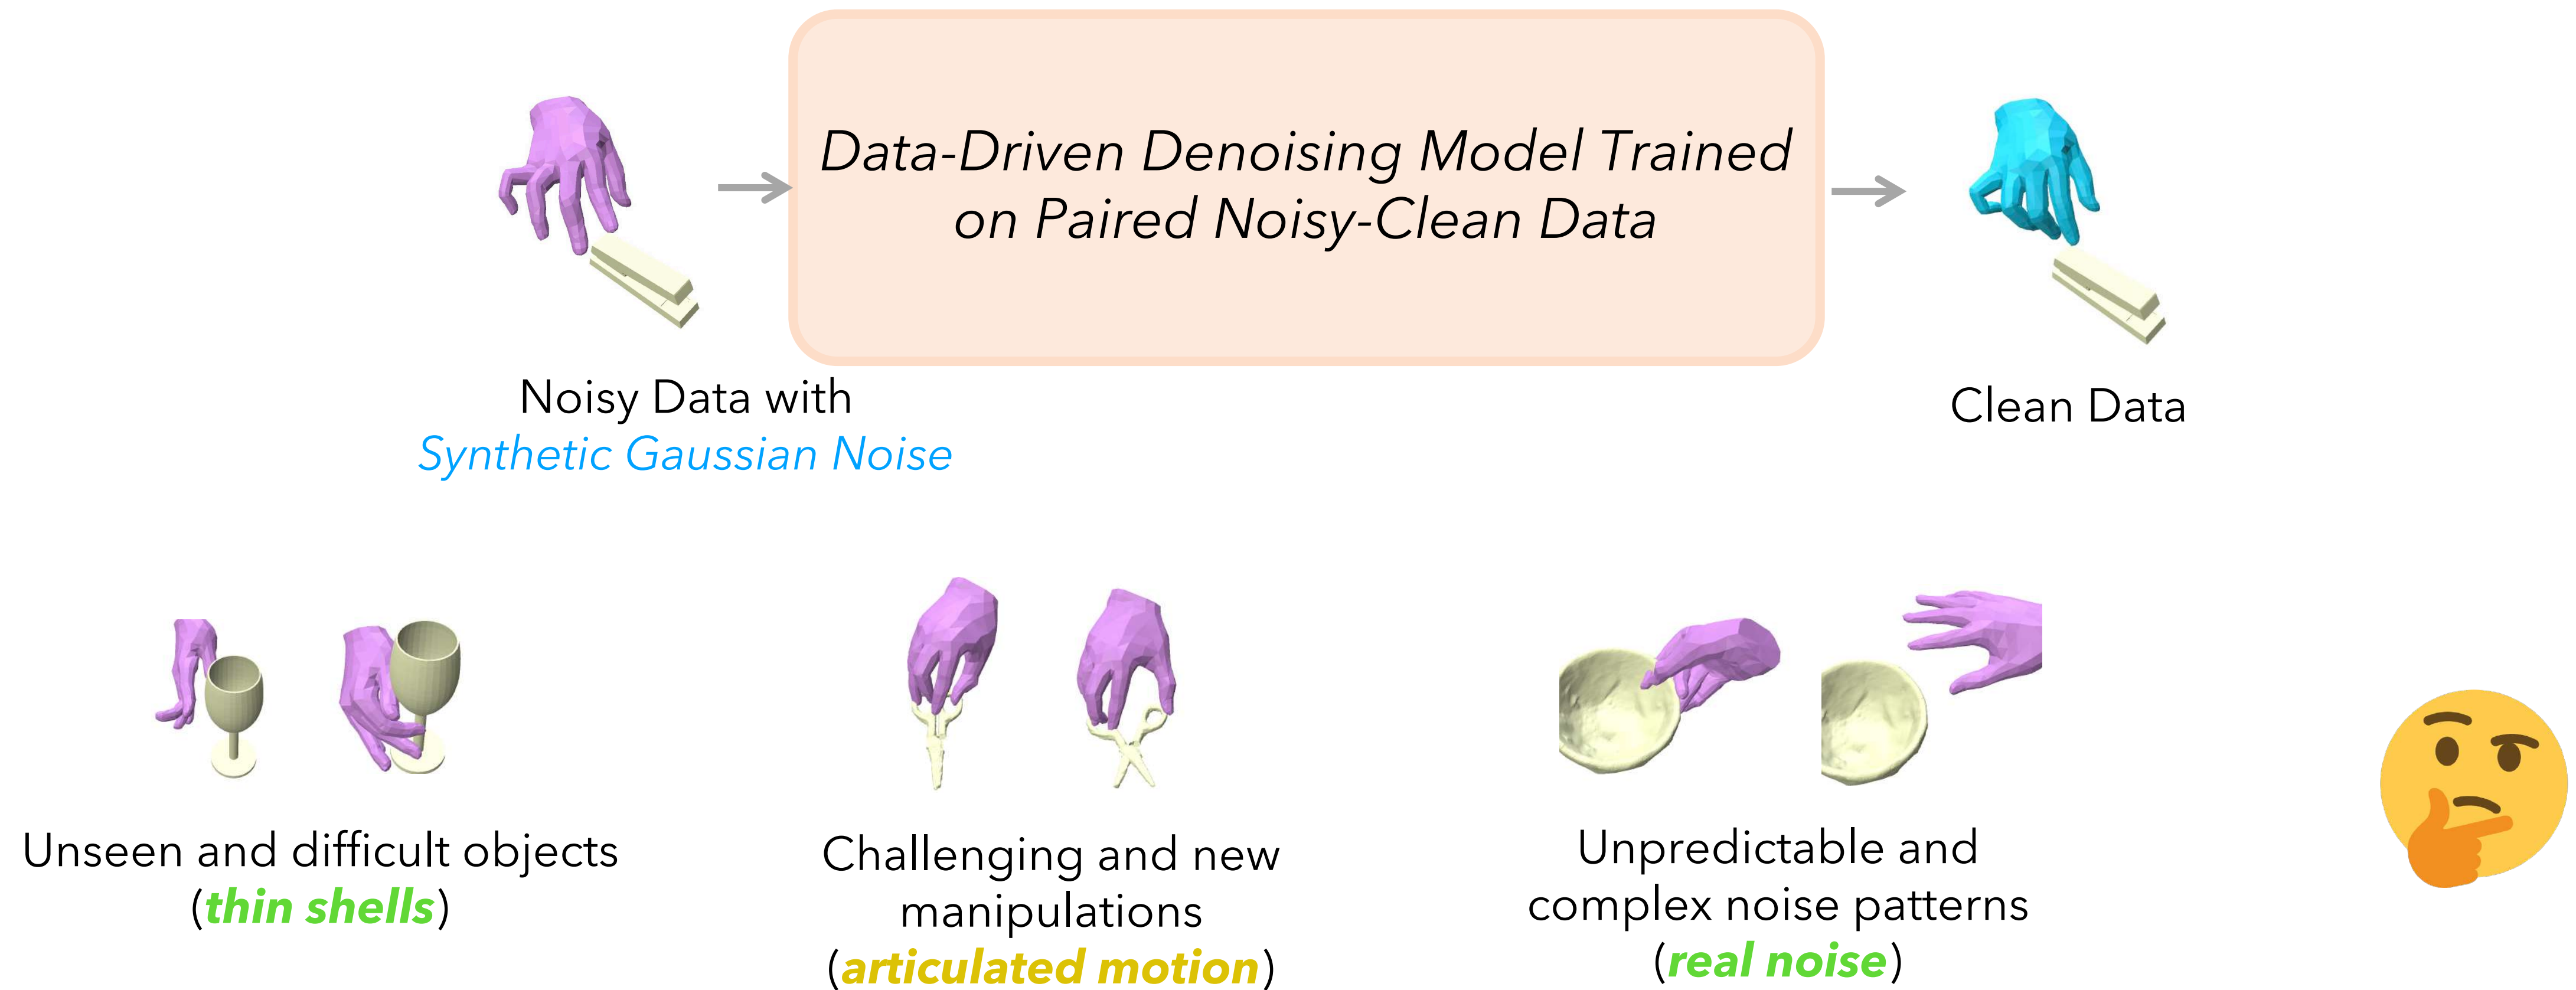 Data-Driven Denoising Model Trained
on Paired Noisy-Clean Data
Noisy Data with
Synthetic Gaussian Noise
Clean Data
Unseen and difficult objects
(thin shells)
Challenging and new
manipulations
(articulated motion)
Unpredictable and
complex noise patterns
(real noise)